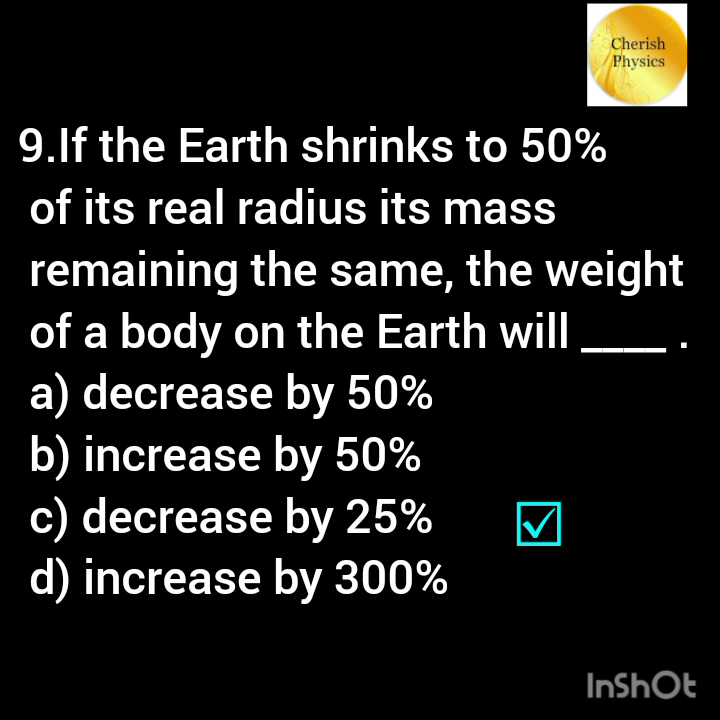 Cherish
Physics
9.If the Earth shrinks to 50%
of its real radius its mass
remaining the same, the weight
of a body on the Earth will ____ .
a) decrease by 50%
b) increase by 50%
c) decrease by 25% ☑
d) increase by 300%
InShOt